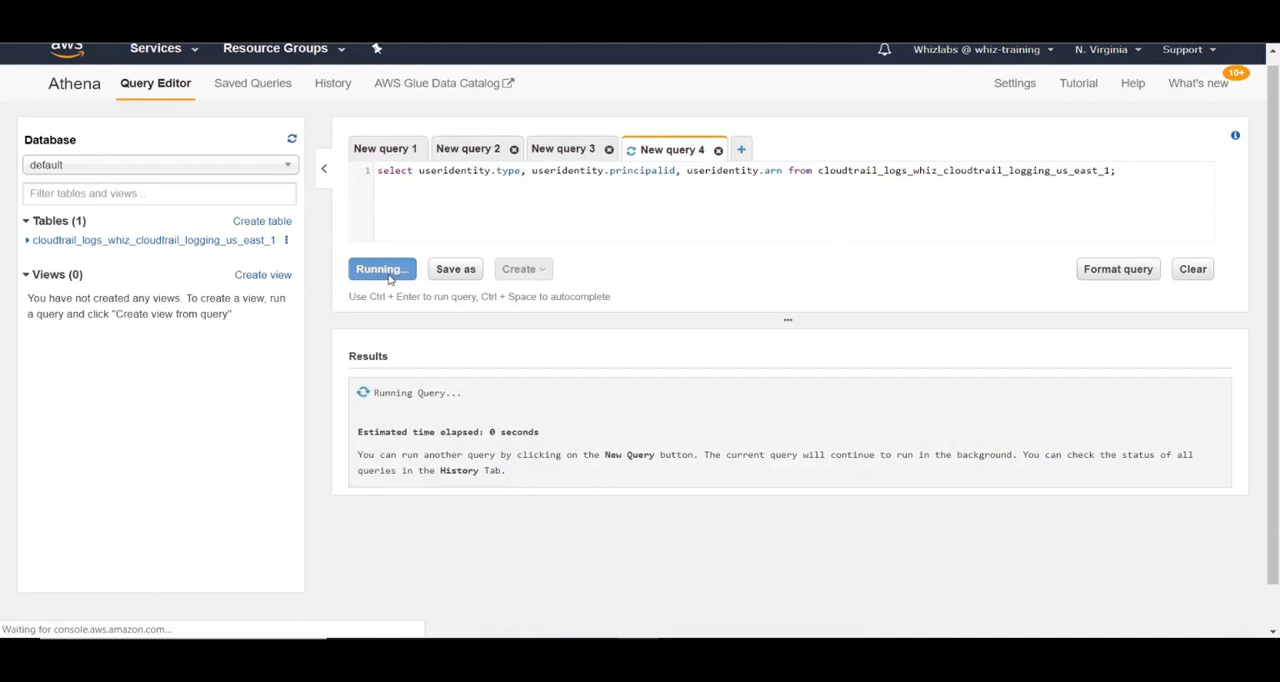 aws Services Resource Groups Whizlabs @ whiz-training N. Virginia Support
Athena Query Editor Saved Queries History AWS Glue Data Catalog Settings Tutorial Help What's new 10+
Database
default
Filter tables and views...
Tables (1) Create table
cloudtrail_logs_whiz_cloudtrail_logging_us_east_1
Views (0) Create view
You have not created any views. To create a view, run
a query and click "Create view from query"
New query 1 New query 2 New query 3 New query 4
1 select useridentity.type, useridentity.principalid, useridentity.arn from cloudtrail_logs_whiz_cloudtrail_logging_us_east_1;
Running... Save as Create Format query Clear
Use Ctrl + Enter to run query, Ctrl + Space to autocomplete
Results
Running Query...
Estimated time elapsed: 0 seconds
You can run another query by clicking on the New Query button. The current query will continue to run in the background. You can check the status of all
queries in the History Tab.
Waiting for console.aws.amazon.com...